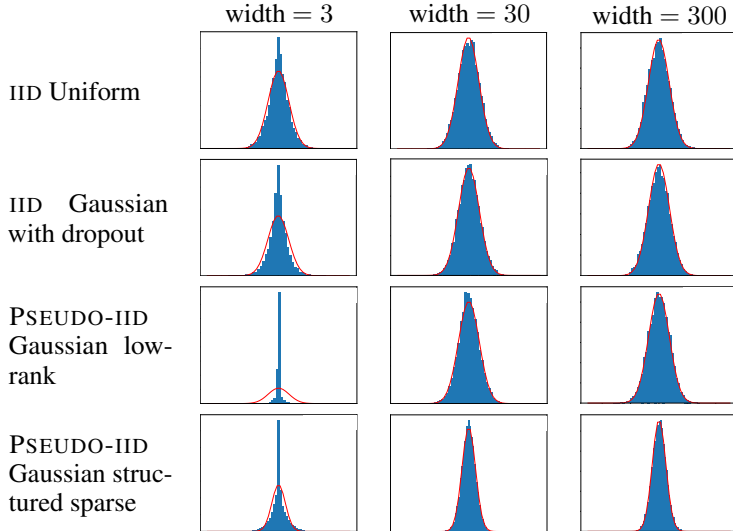 width = 3 width = 30 width = 300
IID Uniform
IID Gaussian
with dropout
PSEUDO-IID
Gaussian low-
rank
PSEUDO-IID
Gaussian struc-
tured sparse